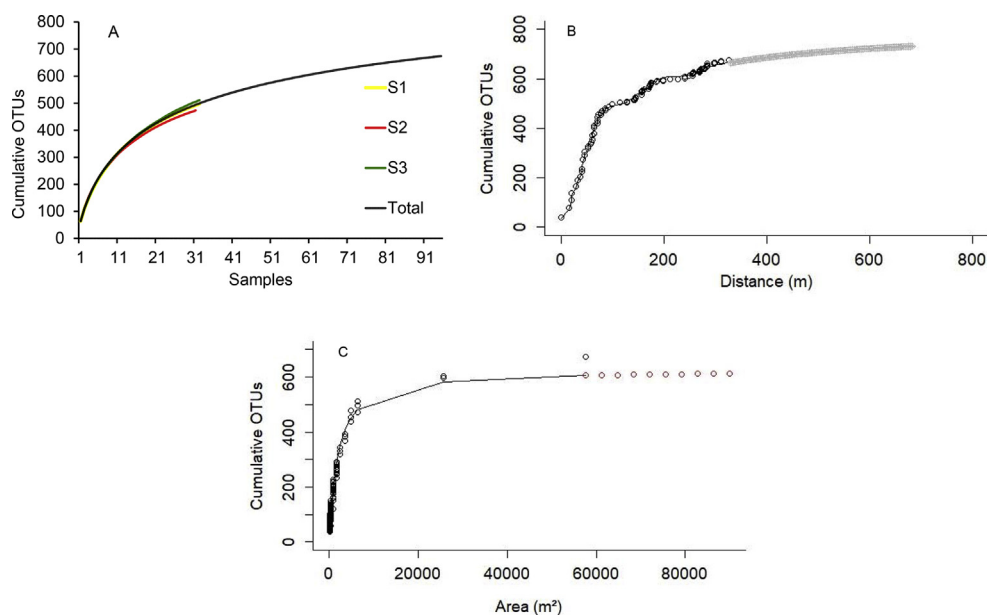 A
Cumulative OTUs
800
700
600
500
400
300
200
100
0
S1
S2
S3
Total
1 11 21 31 41 51 61 71 81 91
Samples
B
Cumulative OTUs
800
600
400
200
0
0 200 400 600 800
Distance (m)
C
Cumulative OTUs
600
400
200
0
0 20000 40000 60000 80000
Area (m²)